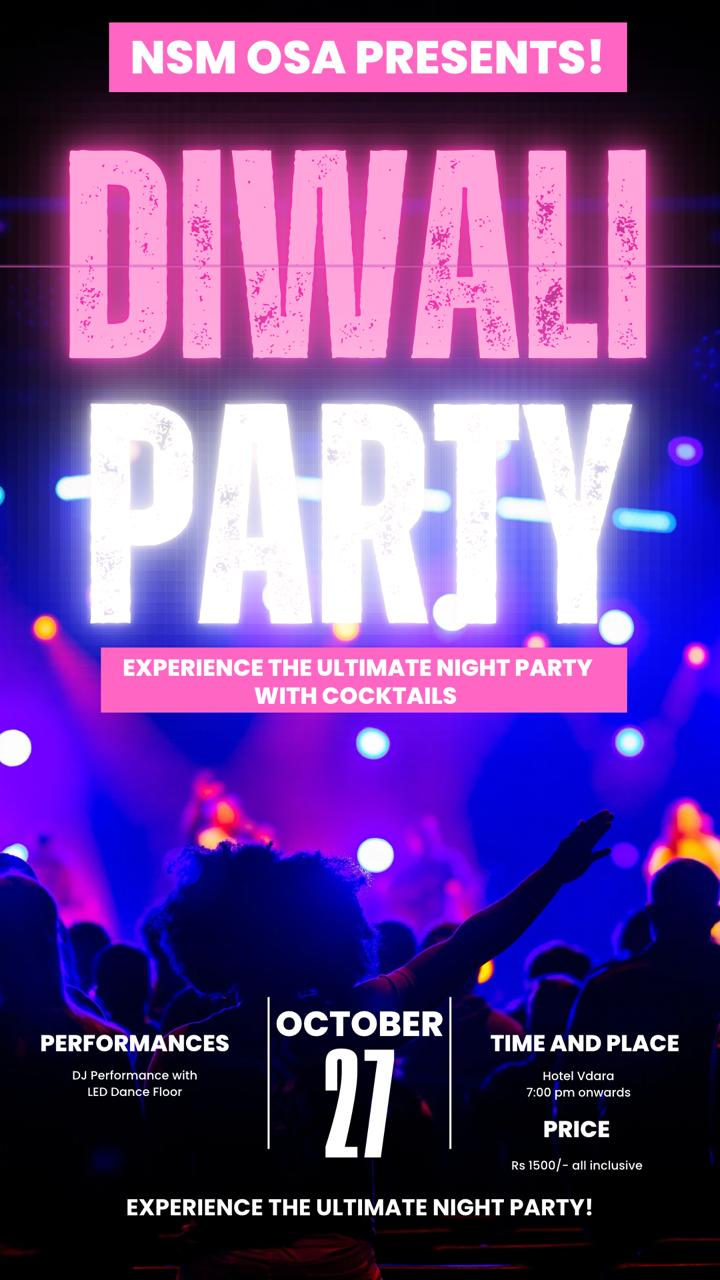 NSM OSA PRESENTS!
DIWALI
PARTY
EXPERIENCE THE ULTIMATE NIGHT PARTY
WITH COCKTAILS
PERFORMANCES
DJ Performance with
LED Dance Floor
OCTOBER
27
TIME AND PLACE
Hotel Vdara
7:00 pm onwards
PRICE
Rs 1500/- all inclusive
EXPERIENCE THE ULTIMATE NIGHT PARTY!